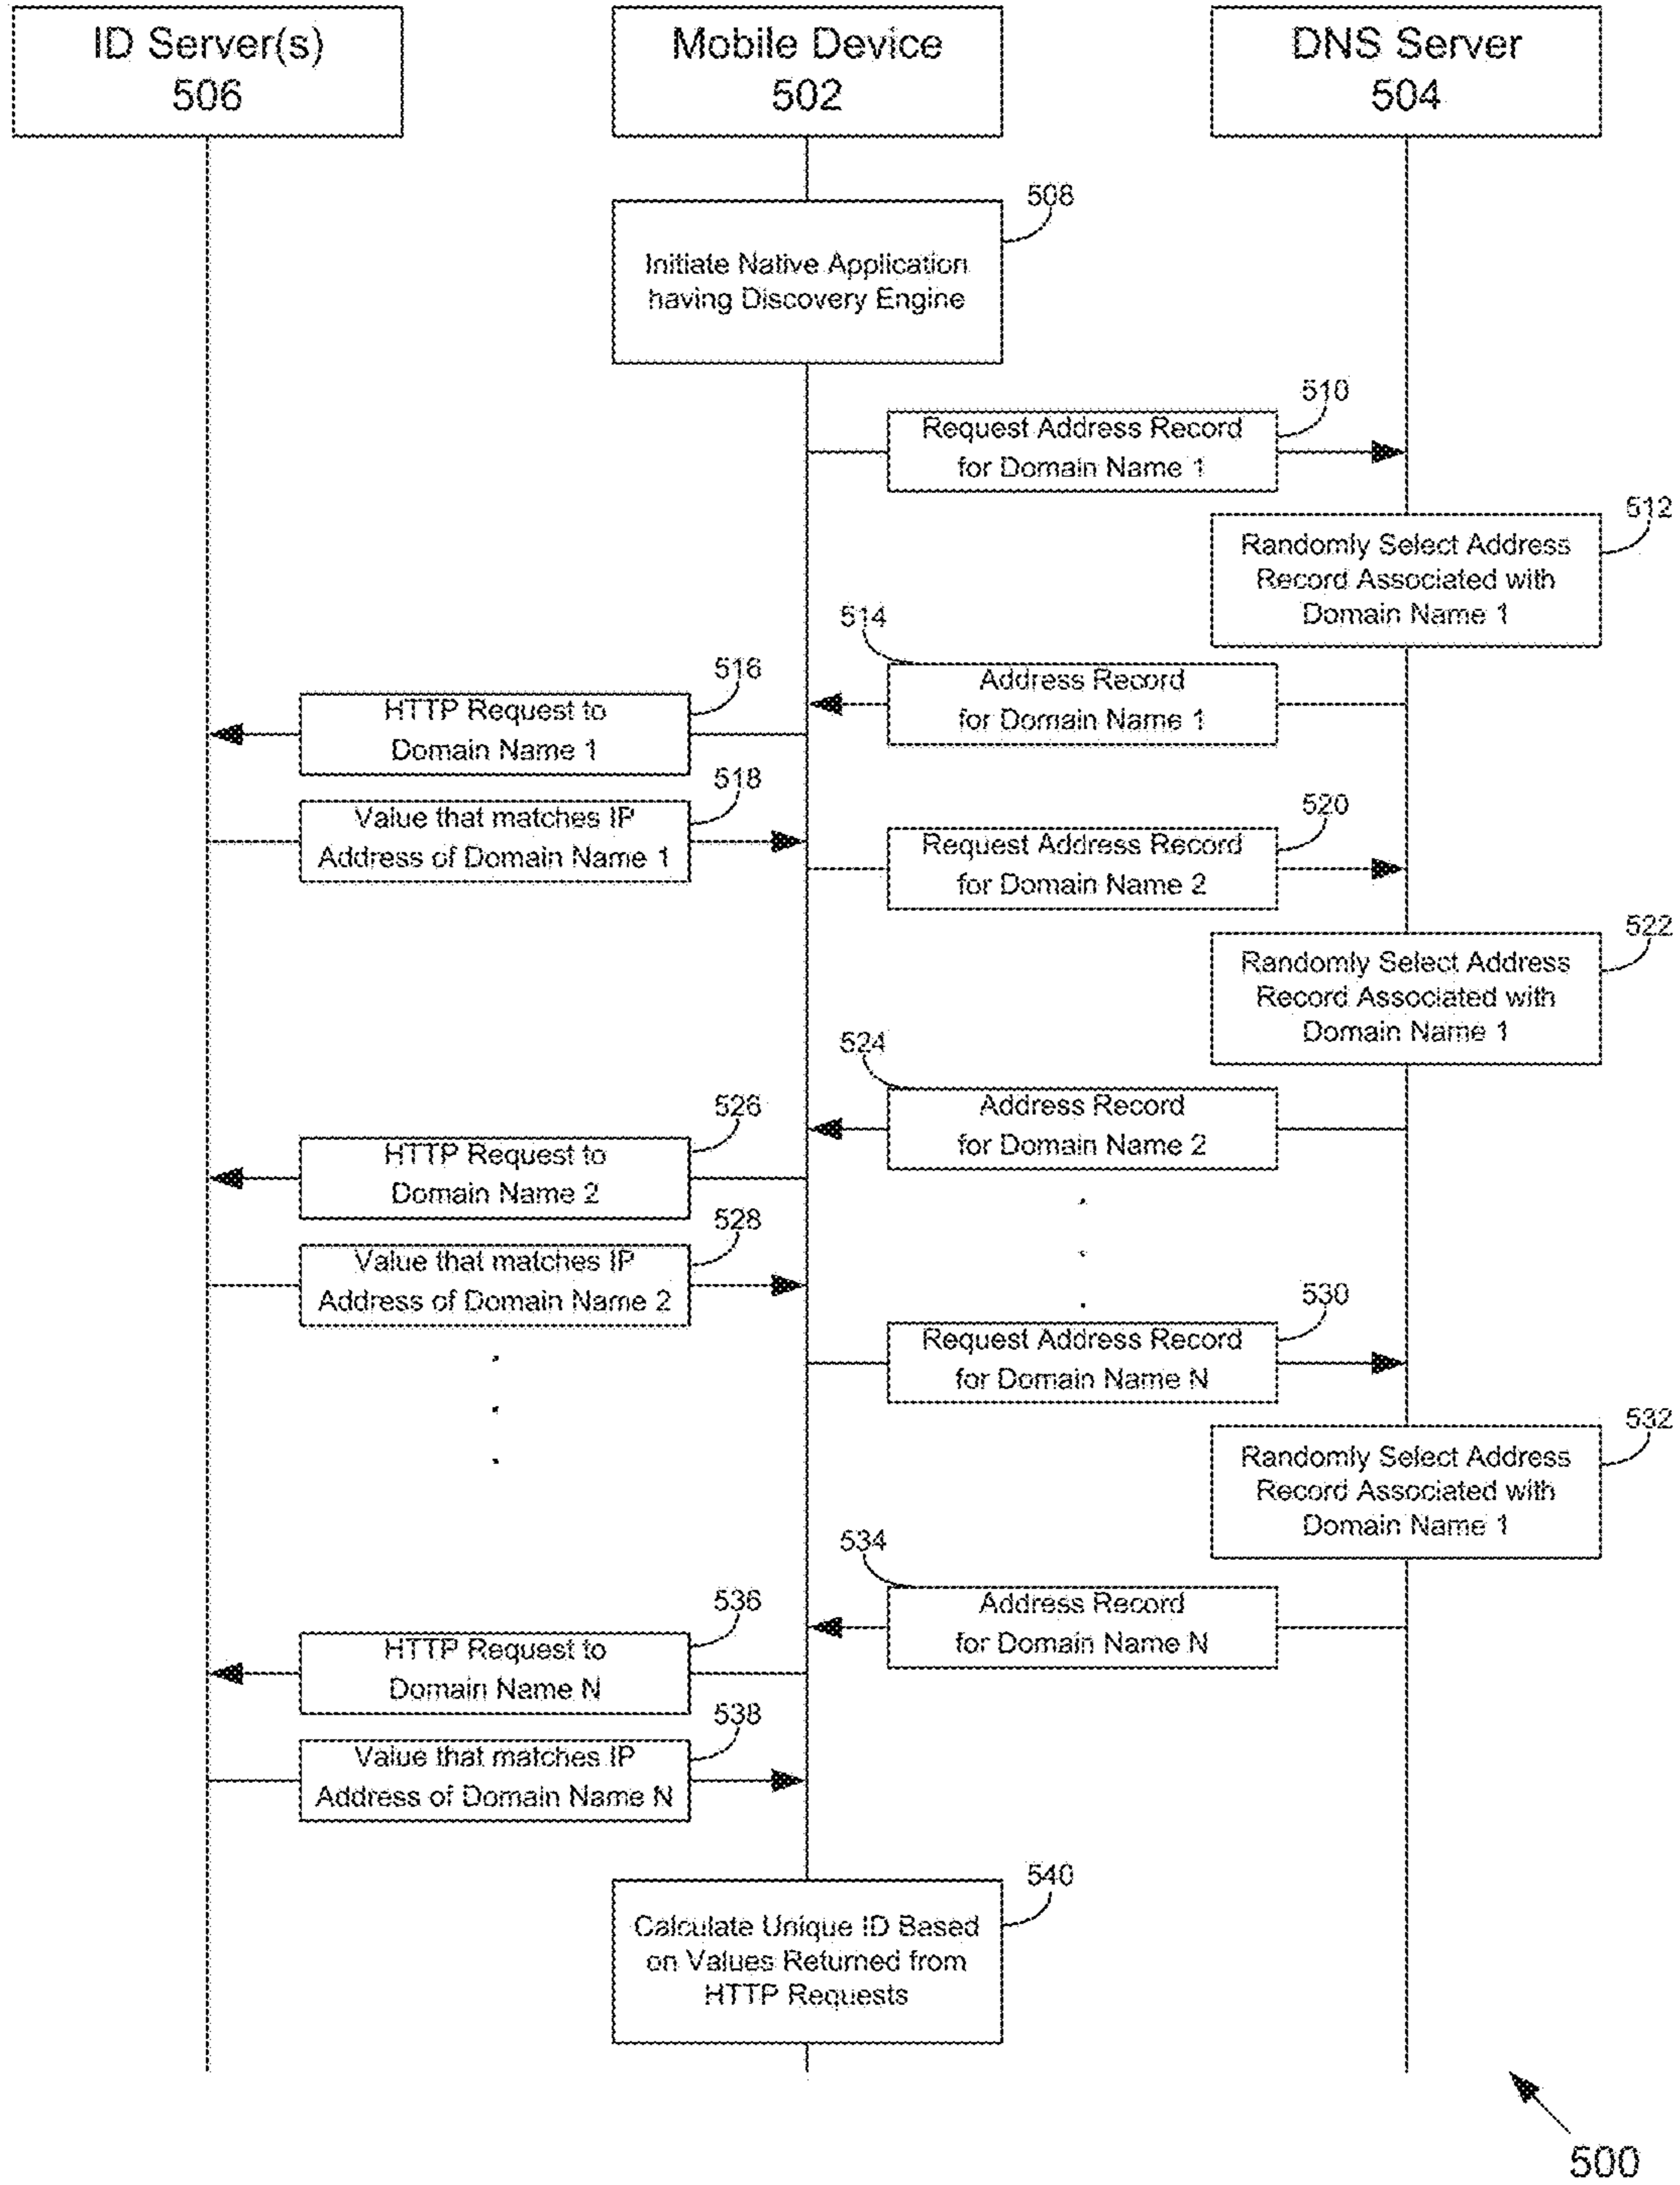 ID Server(s)
506
Mobile Device
502
DNS Server
504
508
Initiate Native Application
having Discovery Engine
510
Request Address Record
for Domain Name 1
512
Randomly Select Address
Record Associated with
Domain Name 1
514
Address Record
for Domain Name 1
516
HTTP Request to
Domain Name 1
518
Value that matches IP
Address of Domain Name 1
520
Request Address Record
for Domain Name 2
522
Randomly Select Address
Record Associated with
Domain Name 1
524
Address Record
for Domain Name 2
526
HTTP Request to
Domain Name 2
528
Value that matches IP
Address of Domain Name 2
530
Request Address Record
for Domain Name N
532
Randomly Select Address
Record Associated with
Domain Name 1
534
Address Record
for Domain Name N
536
HTTP Request to
Domain Name N
538
Value that matches IP
Address of Domain Name N
540
Calculate Unique ID Based
on Values Returned from
HTTP Requests
500